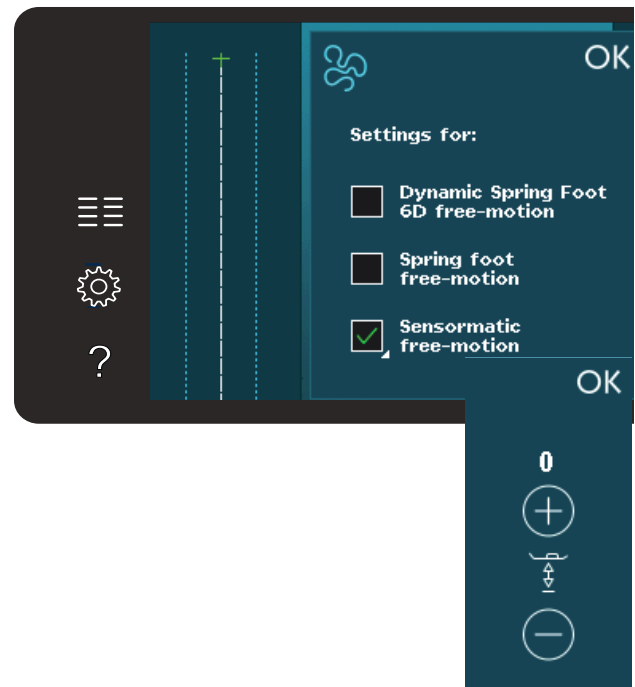 OK
Settings for:
Dynamic Spring Foot
6D free-motion
Spring foot
free-motion
Sensormatic
free-motion
?
OK
0